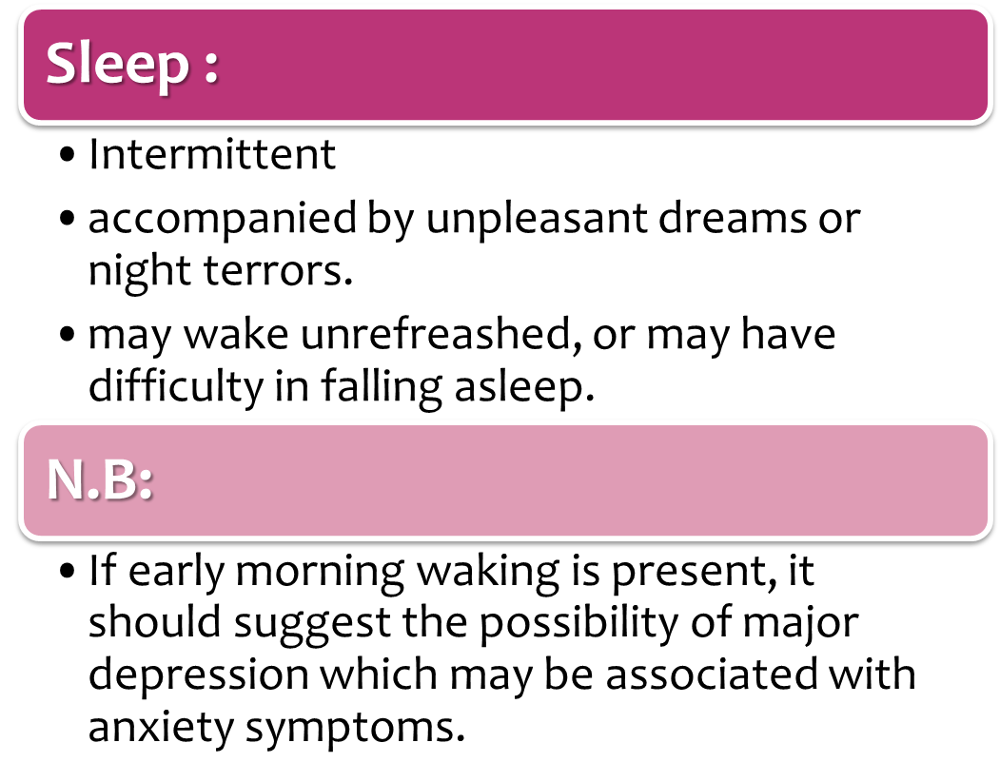 Sleep :
• Intermittent
• accompanied by unpleasant dreams or
night terrors.
• may wake unrefreashed, or may have
difficulty in falling asleep.
N.B:
• If early morning waking is present, it
should suggest the possibility of major
depression which may be associated with
anxiety symptoms.